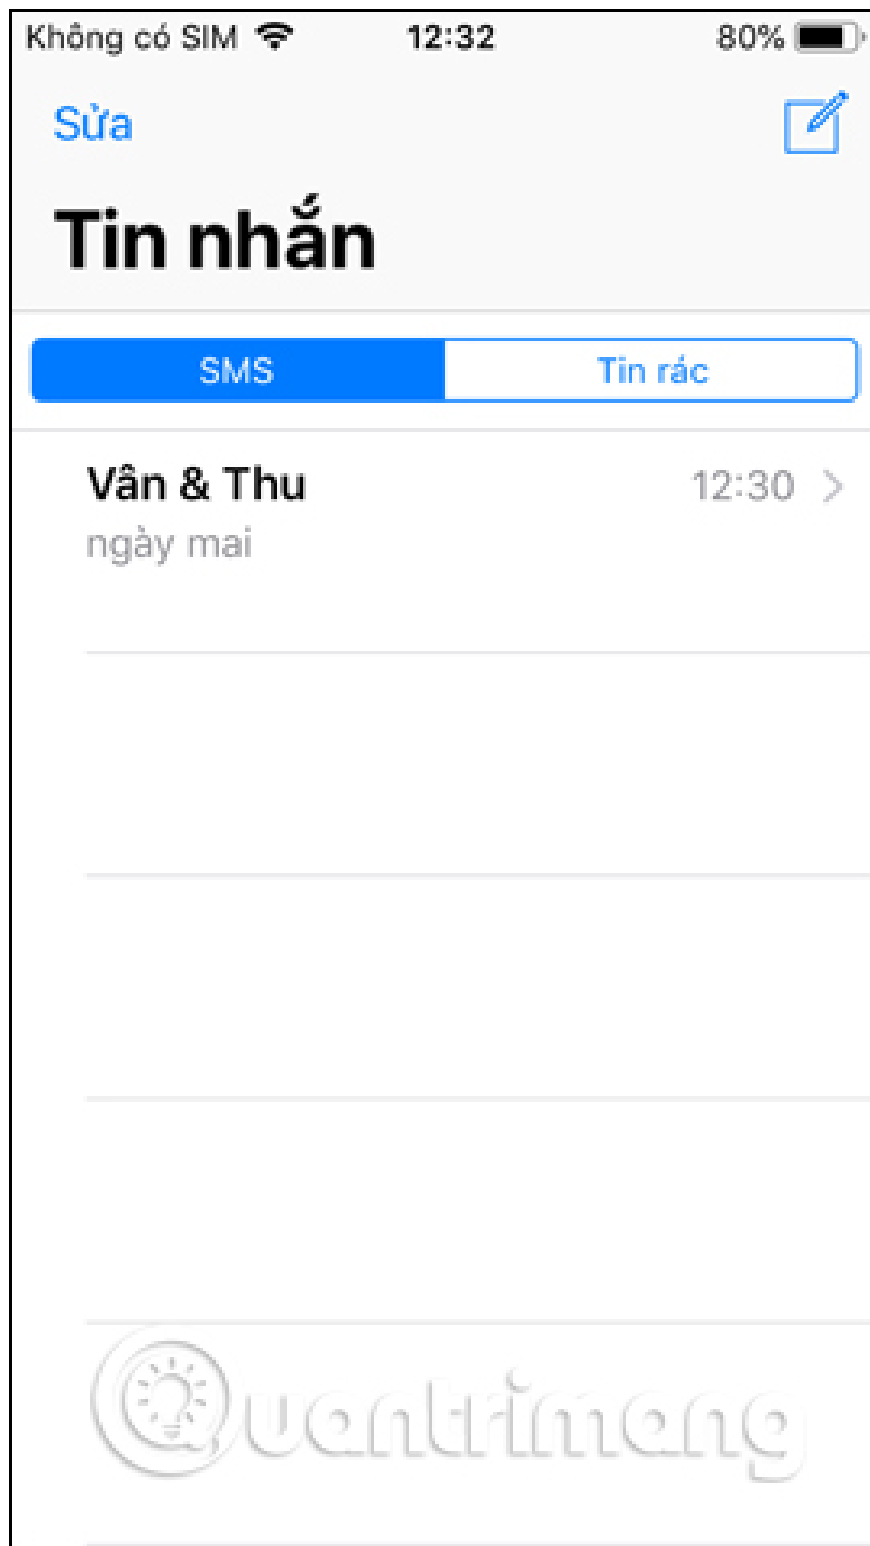 Không có SIM 12:32 80%
Sửa
Tin nhắn
SMS Tin rác
Vân & Thu 12:30
ngày mai
Quantrimang